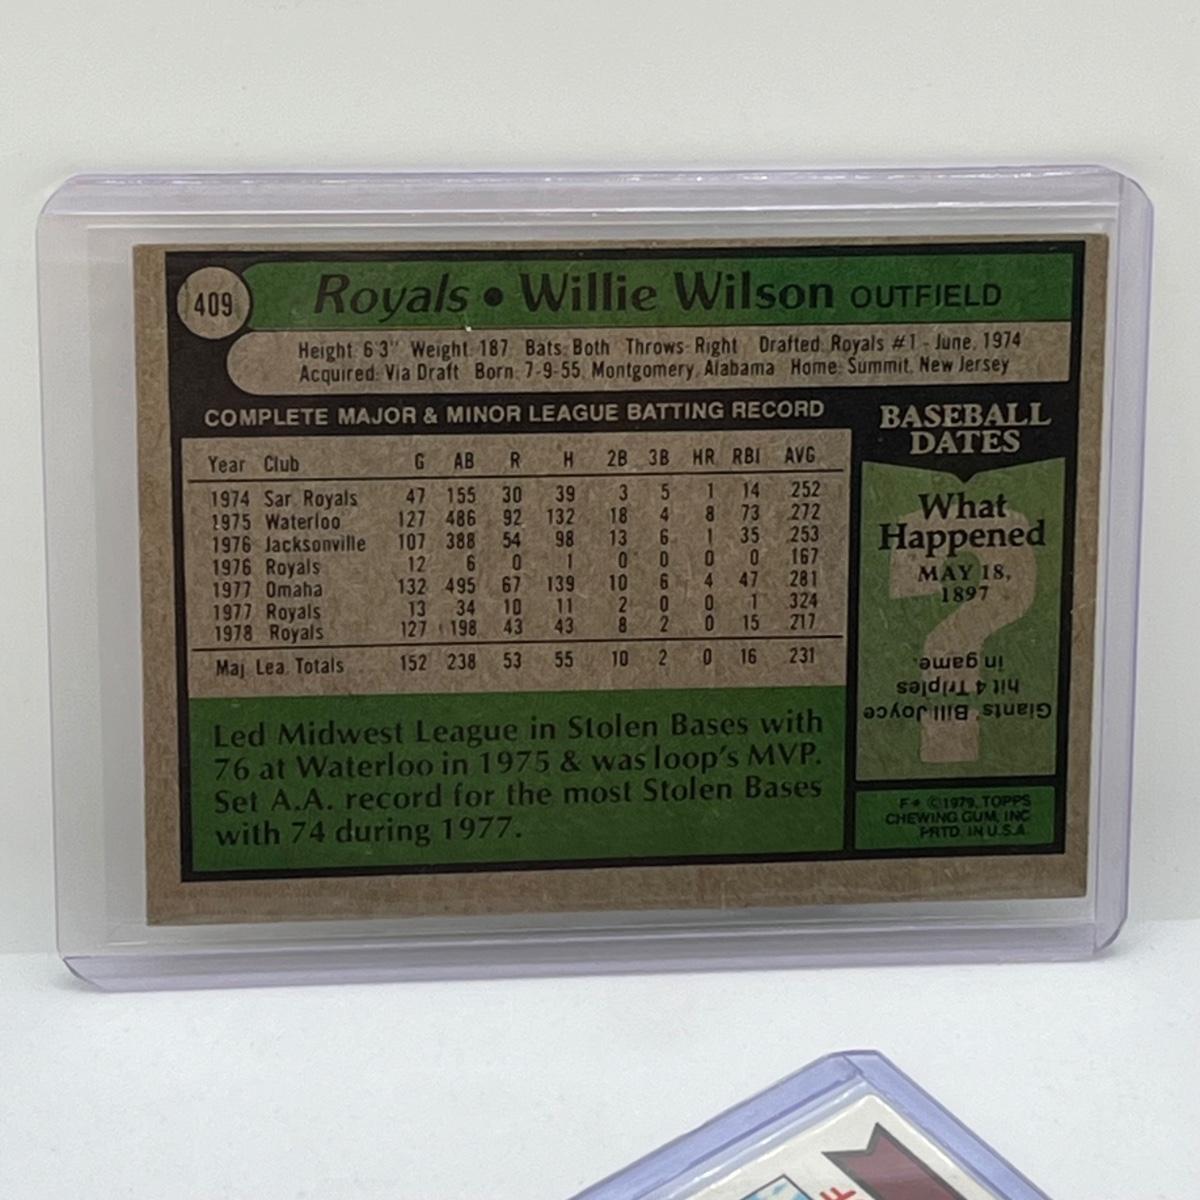 409
Royals • Willie Wilson OUTFIELD
Height: 6'3" Weight: 187 Bats: Both Throws: Right Drafted: Royals #1 - June, 1974
Acquired: Via Draft Born: 7-9-55, Montgomery, Alabama Home: Summit, New Jersey
COMPLETE MAJOR & MINOR LEAGUE BATTING RECORD
Year Club G AB R H 2B 3B HR RBI AVG
1974 Sar. Royals 47 155 30 39 3 5 1 14 .252
1975 Waterloo 127 486 92 132 18 4 8 73 .272
1976 Jacksonville 107 388 54 98 13 6 1 35 .253
1976 Royals 12 6 0 1 0 0 0 0 .167
1977 Omaha 132 495 67 139 10 6 4 47 .281
1977 Royals 13 34 10 11 2 0 0 1 .324
1978 Royals 127 198 43 43 8 2 0 15 .217
Maj. Lea. Totals 152 238 53 55 10 2 0 16 .231
Led Midwest League in Stolen Bases with
76 at Waterloo in 1975 & was loop's MVP.
Set A.A. record for the most Stolen Bases
with 74 during 1977.
BASEBALL
DATES
What
Happened
MAY 18,
1897
?
Giants' Bill Joyce
hit 4 Triples
in game.
F* ©1979, TOPPS
CHEWING GUM, INC.
PRTD. IN U.S.A.